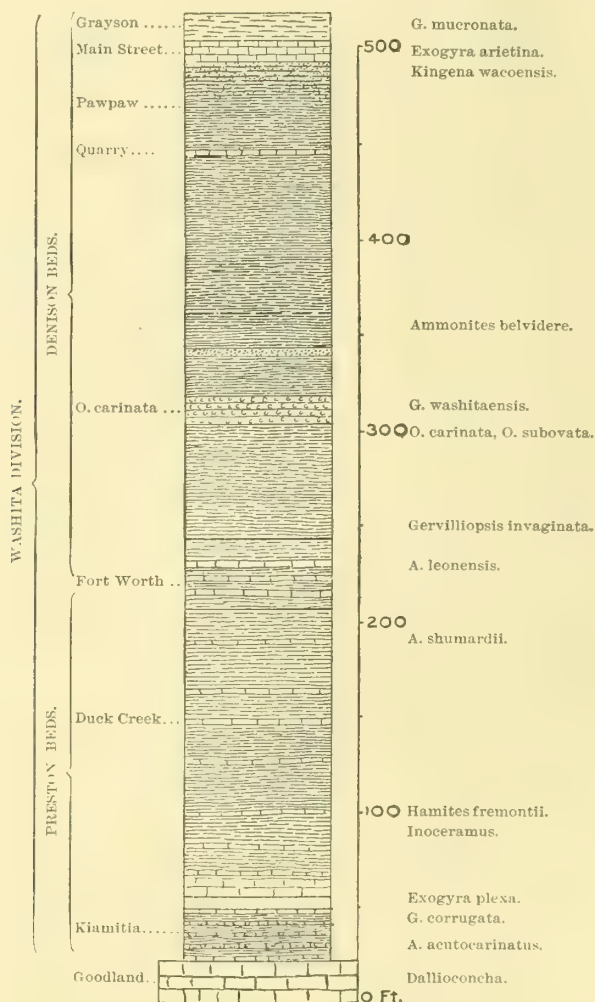 Grayson ...... G. mucronata.
Main Street ... 500 Exogyra arietina.
Kingena wacoensis.
Pawpaw ......
Quarry ....
400
DENISON BEDS.
Ammonites belvidere.
O. carinata ... G. washitaensis.
300 O. carinata, O. subovata.
WASHITA DIVISION.
Gervilliopsis invaginata.
A. leonensis.
Fort Worth ..
200
A. shumardii.
Duck Creek...
PRESTON BEDS.
100 Hamites fremontii.
Inoceramus.
Exogyra plexa.
G. corrugata.
Kiamitia......
A. acutocarinatus.
Goodland.. Dallioconcha.
0 Ft.